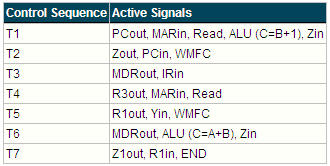 Control Sequence Active Signals
T1 PCout, MARin, Read, ALU (C=B+1), Zin
T2 Zout, PCin, WMFC
T3 MDRout, IRin
T4 R3out, MARin, Read
T5 R1out, Yin, WMFC
T6 MDRout, ALU (C=A+B), Zin
T7 Z1out, R1in, END